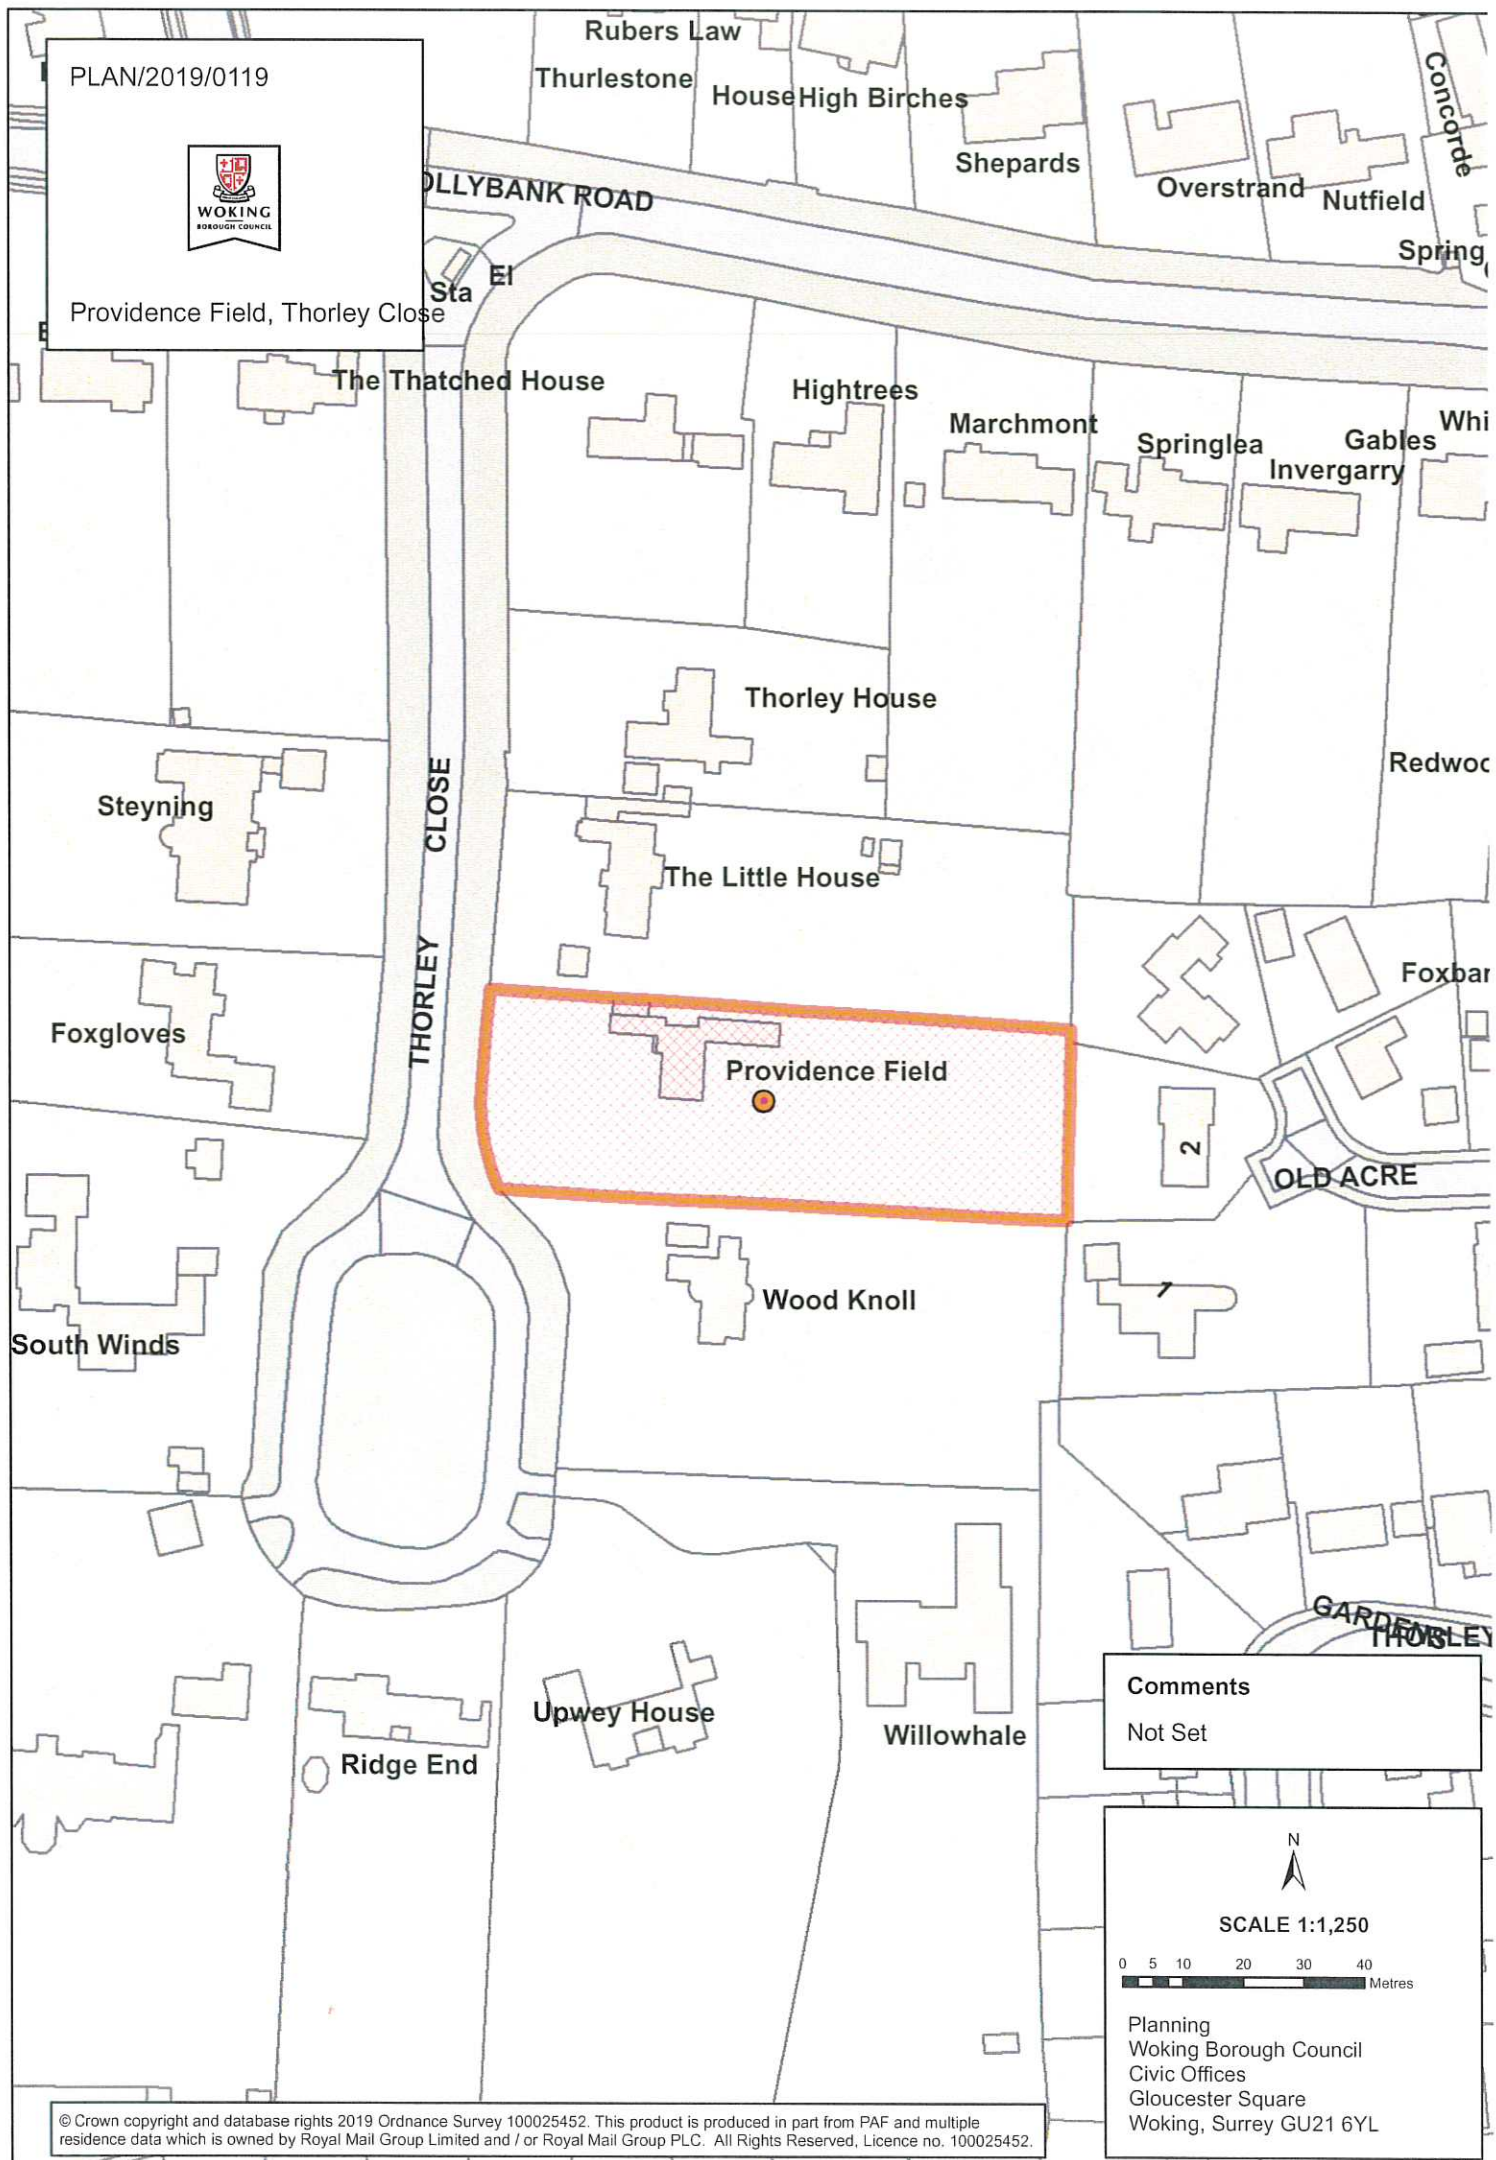 PLAN/2019/0119
WOKING
BOROUGH COUNCIL
Providence Field, Thorley Close
Rubers Law
Thurlestone
House
High Birches
Shepards
Overstrand
Nutfield
Concorde
Spring
OLLYBANK ROAD
El
Sta
The Thatched House
Hightrees
Marchmont
Springlea
Gables
Whi
Invergarry
Thorley House
Redwoo
Steyning
THORLEY CLOSE
The Little House
Foxbar
Foxgloves
Providence Field
2
OLD ACRE
Wood Knoll
1
South Winds
GARDENS
THORLEY
Upwey House
Willowhale
Ridge End
Comments
Not Set
N
SCALE 1:1,250
0 5 10 20 30 40
Metres
Planning
Woking Borough Council
Civic Offices
Gloucester Square
Woking, Surrey GU21 6YL
© Crown copyright and database rights 2019 Ordnance Survey 100025452. This product is produced in part from PAF and multiple
residence data which is owned by Royal Mail Group Limited and / or Royal Mail Group PLC. All Rights Reserved, Licence no. 100025452.